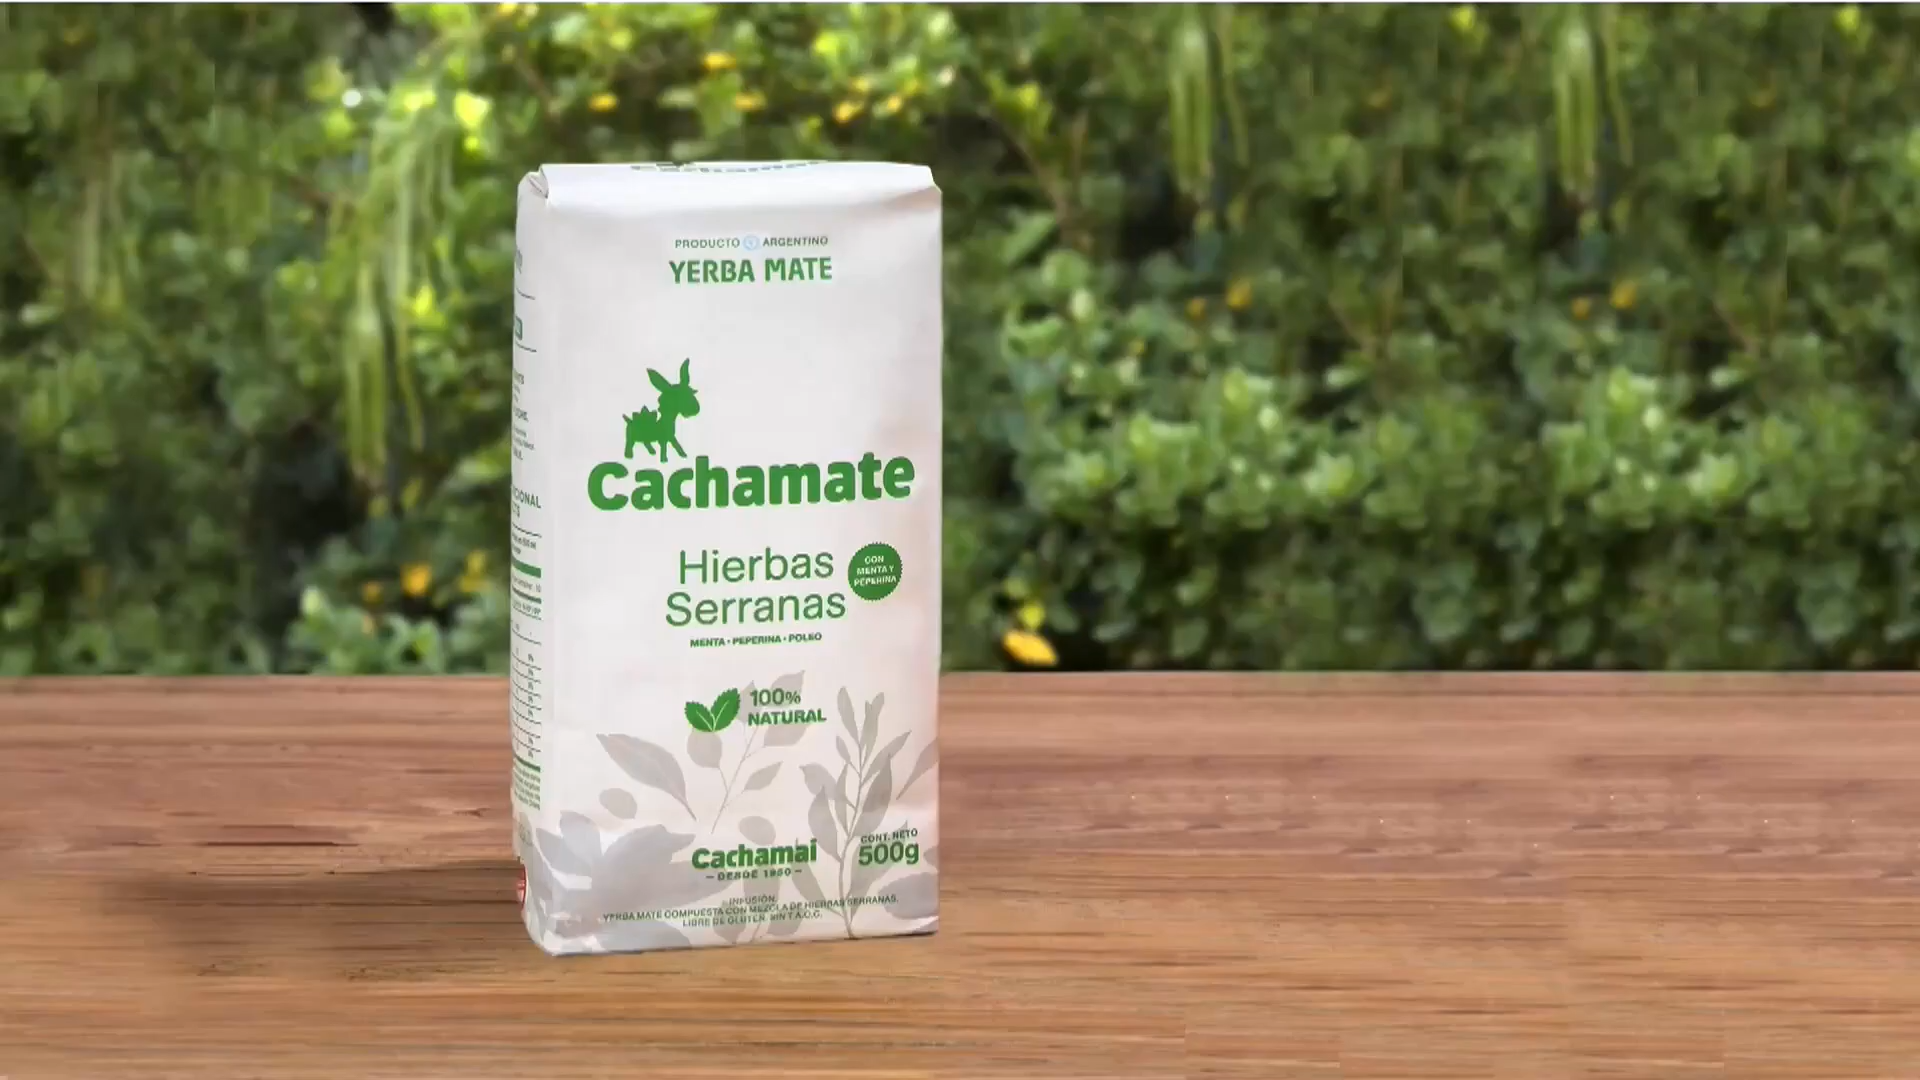 PRODUCTO ARGENTINO
YERBA MATE
Cachamate
Hierbas
Serranas
CON
MENTA Y
PEPERINA
MENTA • PEPERINA • POLEO
100%
NATURAL
Cachamai
– DESDE 1950 –
CONT. NETO
500g
INFUSIÓN.
YERBA MATE COMPUESTA CON MEZCLA DE HIERBAS SERRANAS.
LIBRE DE GLUTEN. SIN T.A.C.C.